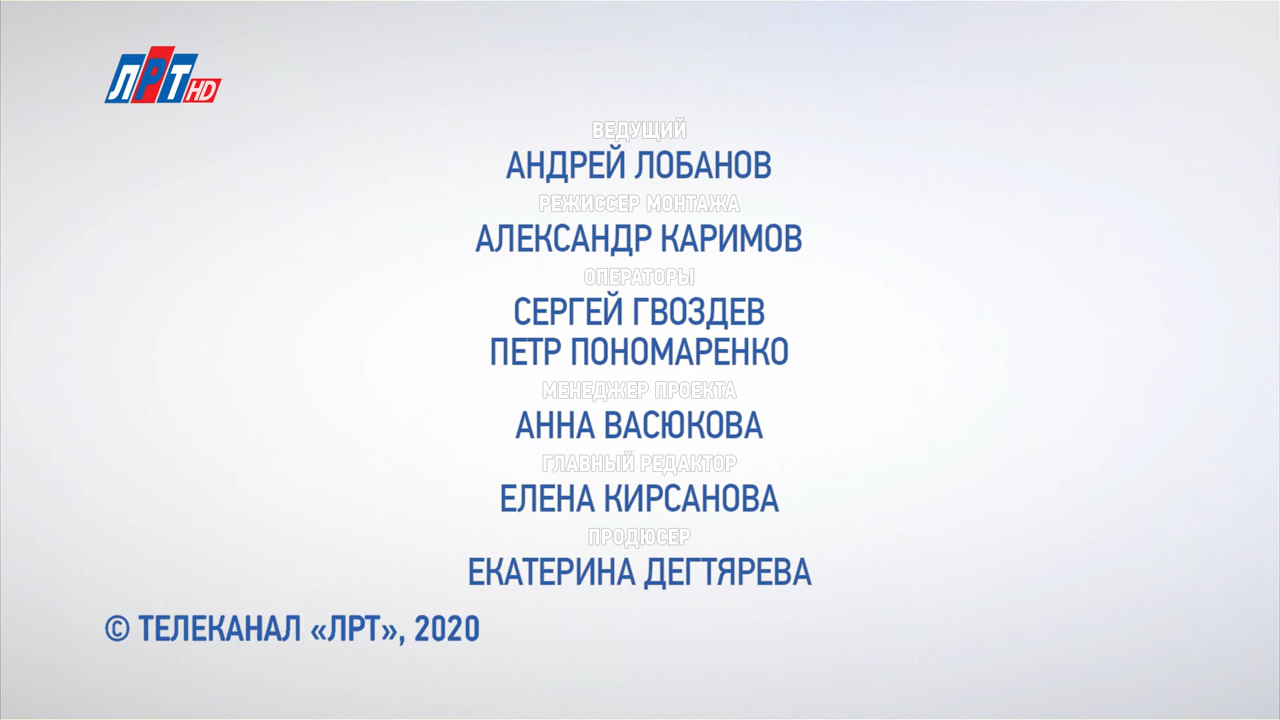 ЛРТ HD
ВЕДУЩИЙ
АНДРЕЙ ЛОБАНОВ
РЕЖИССЕР МОНТАЖА
АЛЕКСАНДР КАРИМОВ
ОПЕРАТОРЫ
СЕРГЕЙ ГВОЗДЕВ
ПЕТР ПОНОМАРЕНКО
МЕНЕДЖЕР ПРОЕКТА
АННА ВАСЮКОВА
ГЛАВНЫЙ РЕДАКТОР
ЕЛЕНА КИРСАНОВА
ПРОДЮСЕР
ЕКАТЕРИНА ДЕГТЯРЕВА
© ТЕЛЕКАНАЛ «ЛРТ», 2020